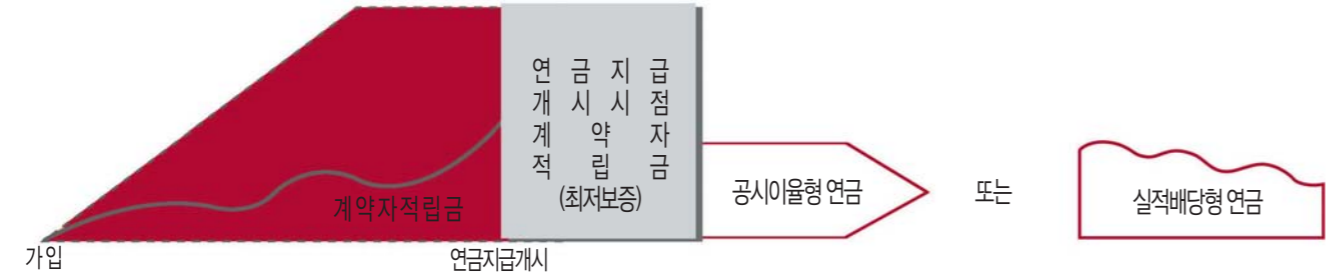 연 금 지 급
개 시 시 점
계 약 자
적 립 금
(최저보증)
계약자적립금
공시이율형 연금
또는
실적배당형 연금
가입
연금지급개시